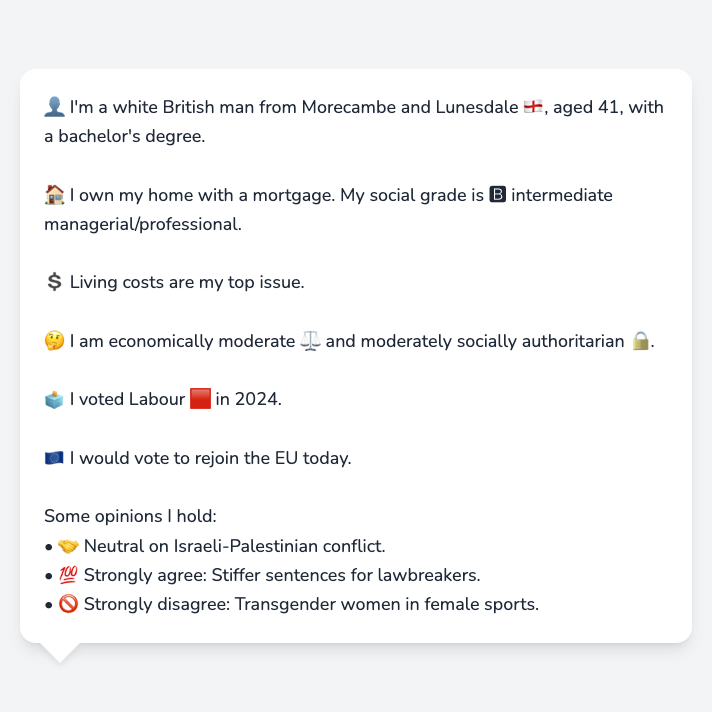 👤 I'm a white British man from Morecambe and Lunesdale 🏴󠁧󠁢󠁥󠁮󠁧󠁿, aged 41, with
a bachelor's degree.
🏠 I own my home with a mortgage. My social grade is 🅱 intermediate
managerial/professional.
💲 Living costs are my top issue.
🤔 I am economically moderate ⚖️ and moderately socially authoritarian 🔒.
🗳️ I voted Labour 🟥 in 2024.
🇪🇺 I would vote to rejoin the EU today.
Some opinions I hold:
• 🤝 Neutral on Israeli-Palestinian conflict.
• 💯 Strongly agree: Stiffer sentences for lawbreakers.
• 🚫 Strongly disagree: Transgender women in female sports.